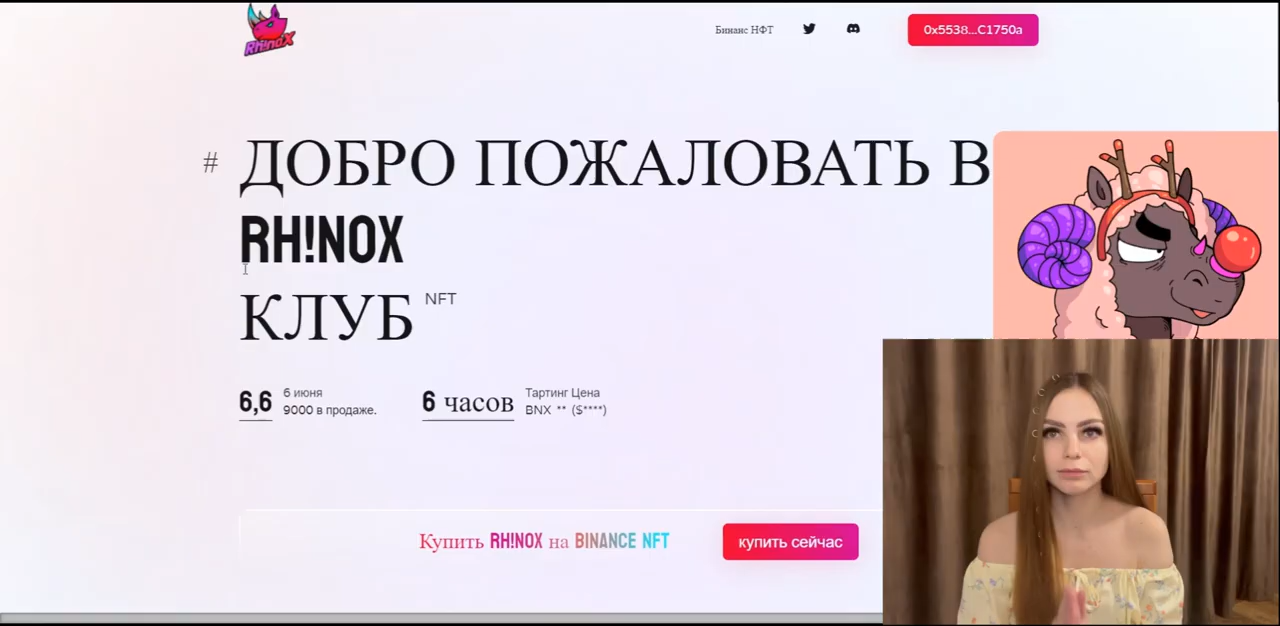 Rh!noX
Бинанс НФТ
0x5538...C1750a
# ДОБРО ПОЖАЛОВАТЬ В
RH!NOX
КЛУБ NFT
6,6 6 июня
9000 в продаже.
6 часов Тартинг Цена
BNX ** ($****)
Купить RH!NOX на BINANCE NFT
купить сейчас